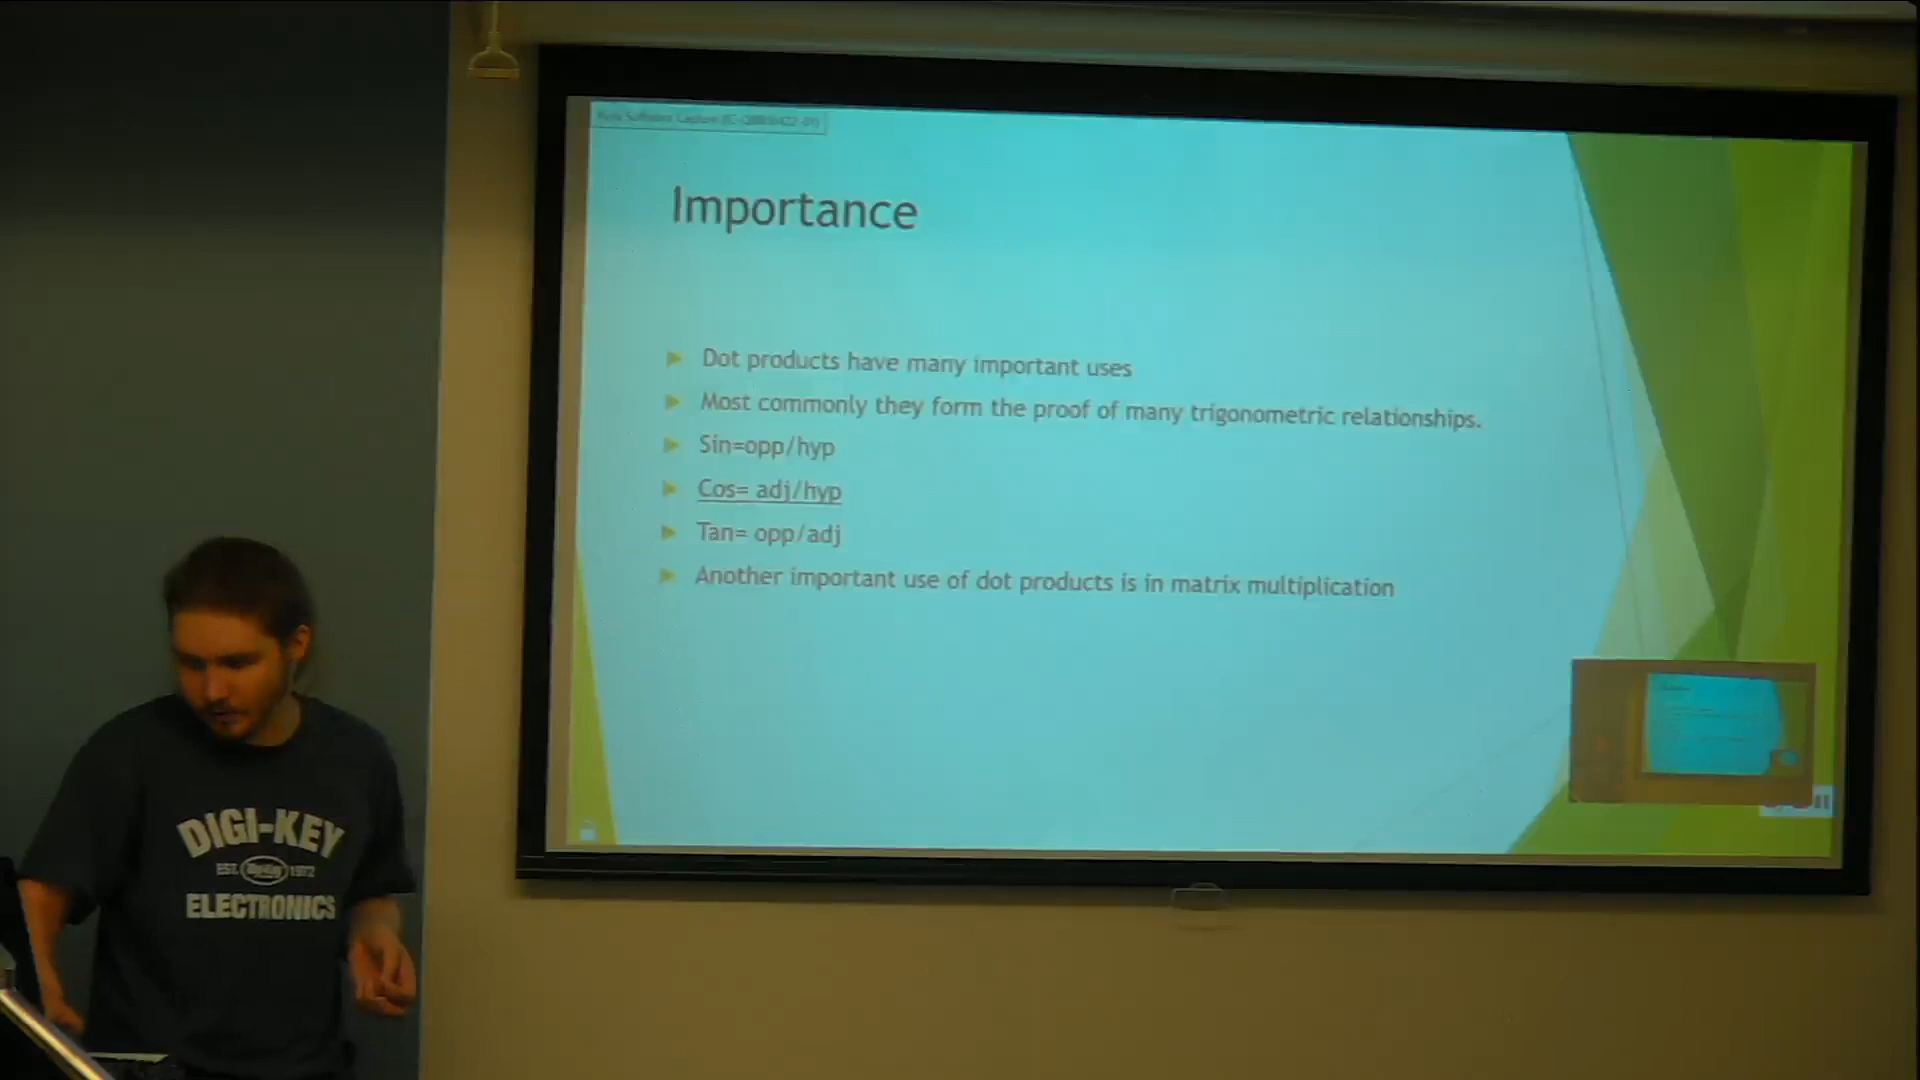 Importance
Dot products have many important uses
Most commonly they form the proof of many trigonometric relationships.
Sin=opp/hyp
Cos= adj/hyp
Tan= opp/adj
Another important use of dot products is in matrix multiplication
DIGI-KEY
EST. 1972
ELECTRONICS